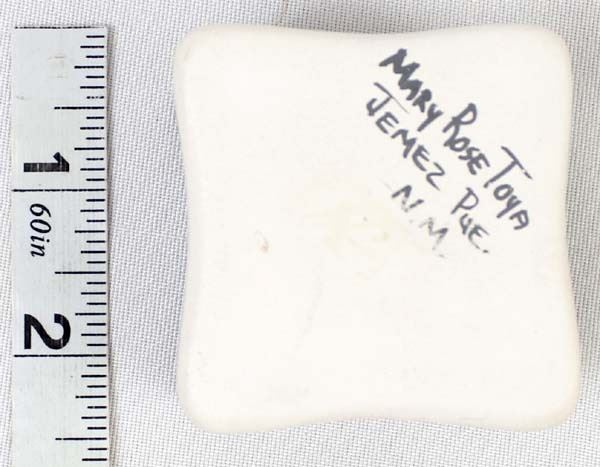 Mary Rose Toya
Jemez Pue.
N.M.
1
60in
2